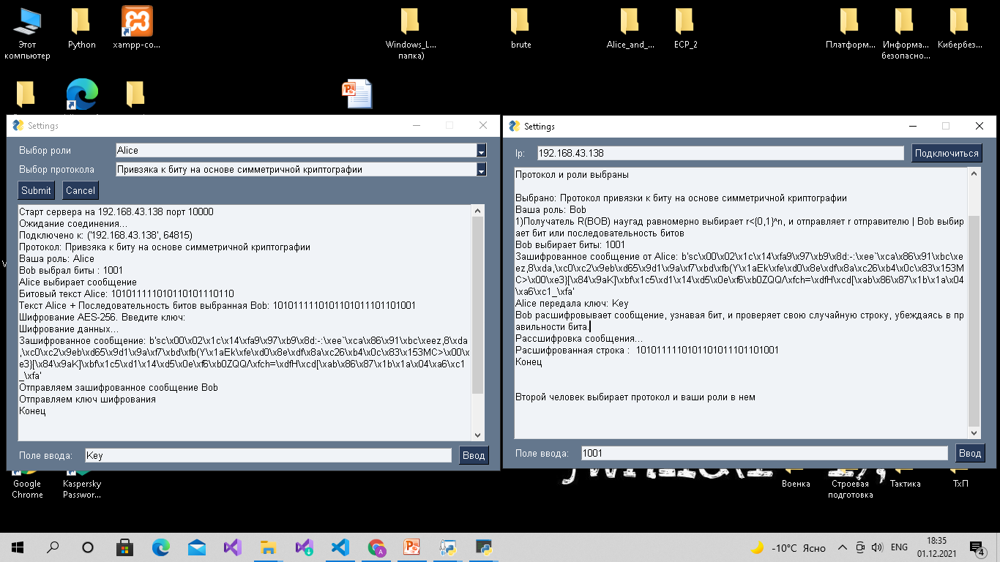 Этот
компьютер
Python
xampp-co...
Windows_L...
папка)
brute
Alice_and_...
ECP_2
Платформ...
Информа...
безопасно...
Кибербез...
Settings
Выбор роли
Alice
Выбор протокола
Привзяка к биту на основе симметричной криптографии
Submit
Cancel
Старт сервера на 192.168.43.138 порт 10000
Ожидание соединения...
Подключено к: ('192.168.43.138', 64815)
Протокол: Привзяка к биту на основе симметричной криптографии
Ваша роль: Alice
Bob выбрал биты : 1001
Alice выбирает сообщение
Битовый текст Alice: 101011111010110101110110
Текст Alice + Последовательность битов выбранная Bob: 1010111110101101011101101001
Шифрование AES-256. Введите ключ:
Шифрование данных...
Зашифрованное сообщение: b'sc\x00\x02\x1c\x14\xfa9\x97\xb9\x8d:-:\xee`\xca\x86\x91\xbc\xeez,8\xda
,\xc0\xc2\x9eb\xd65\x9d1\x9a\xf7\xbd\xfb(Y\x1aEk\xfe\xd0\x8e\xdf\x8a\xc26\xb4\x0c\x83\x153MC>\x00\x
e3}[\x84\x9aK]\xbf\x1c5\xd1\x14\xd5\x0e\xf6\xb0ZQQ/\xfch=\xdfH\xcd[\xab\x86\x87\x1b\x1a\x04\xa6\xc1
_\xfa'
Отправляем зашифрованное сообщение Bob
Отправляем ключ шифрования
Конец
Поле ввода:
Key
Ввод
Settings
Ip:
192.168.43.138
Подключиться
Протокол и роли выбраны
Выбрано: Протокол привязки к биту на основе симметричной криптографии
Ваша роль: Bob
1)Получатель R(BOB) наугад равномерно выбирает r<{0,1}^n, и отправляет r отправителю | Bob выбир
ает бит или последовательность битов
Bob выбирает биты: 1001
Зашифрованное сообщение от Alice: b'sc\x00\x02\x1c\x14\xfa9\x97\xb9\x8d:-:\xee`\xca\x86\x91\xbc\xe
ez,8\xda,\xc0\xc2\x9eb\xd65\x9d1\x9a\xf7\xbd\xfb(Y\x1aEk\xfe\xd0\x8e\xdf\x8a\xc26\xb4\x0c\x83\x153M
C>\x00\xe3}[\x84\x9aK]\xbf\x1c5\xd1\x14\xd5\x0e\xf6\xb0ZQQ/\xfch=\xdfH\xcd[\xab\x86\x87\x1b\x1a\x04
\xa6\xc1_\xfa'
Alice передала ключ: Key
Bob расшифровывает сообщение, узнавая бит, и проверяет свою случайную строку, убеждаясь в пр
авильности бита.
Рассшифровка сообщения...
Расшифрованная строка : 1010111110101101011101101001
Конец
Второй человек выбирает протокол и ваши роли в нем
Поле ввода:
1001
Ввод
Google
Chrome
Kaspersky
Passwor...
Военка
Строевая
подготовка
Тактика
ТхП
-10°C Ясно
ENG
18:35
01.12.2021
4